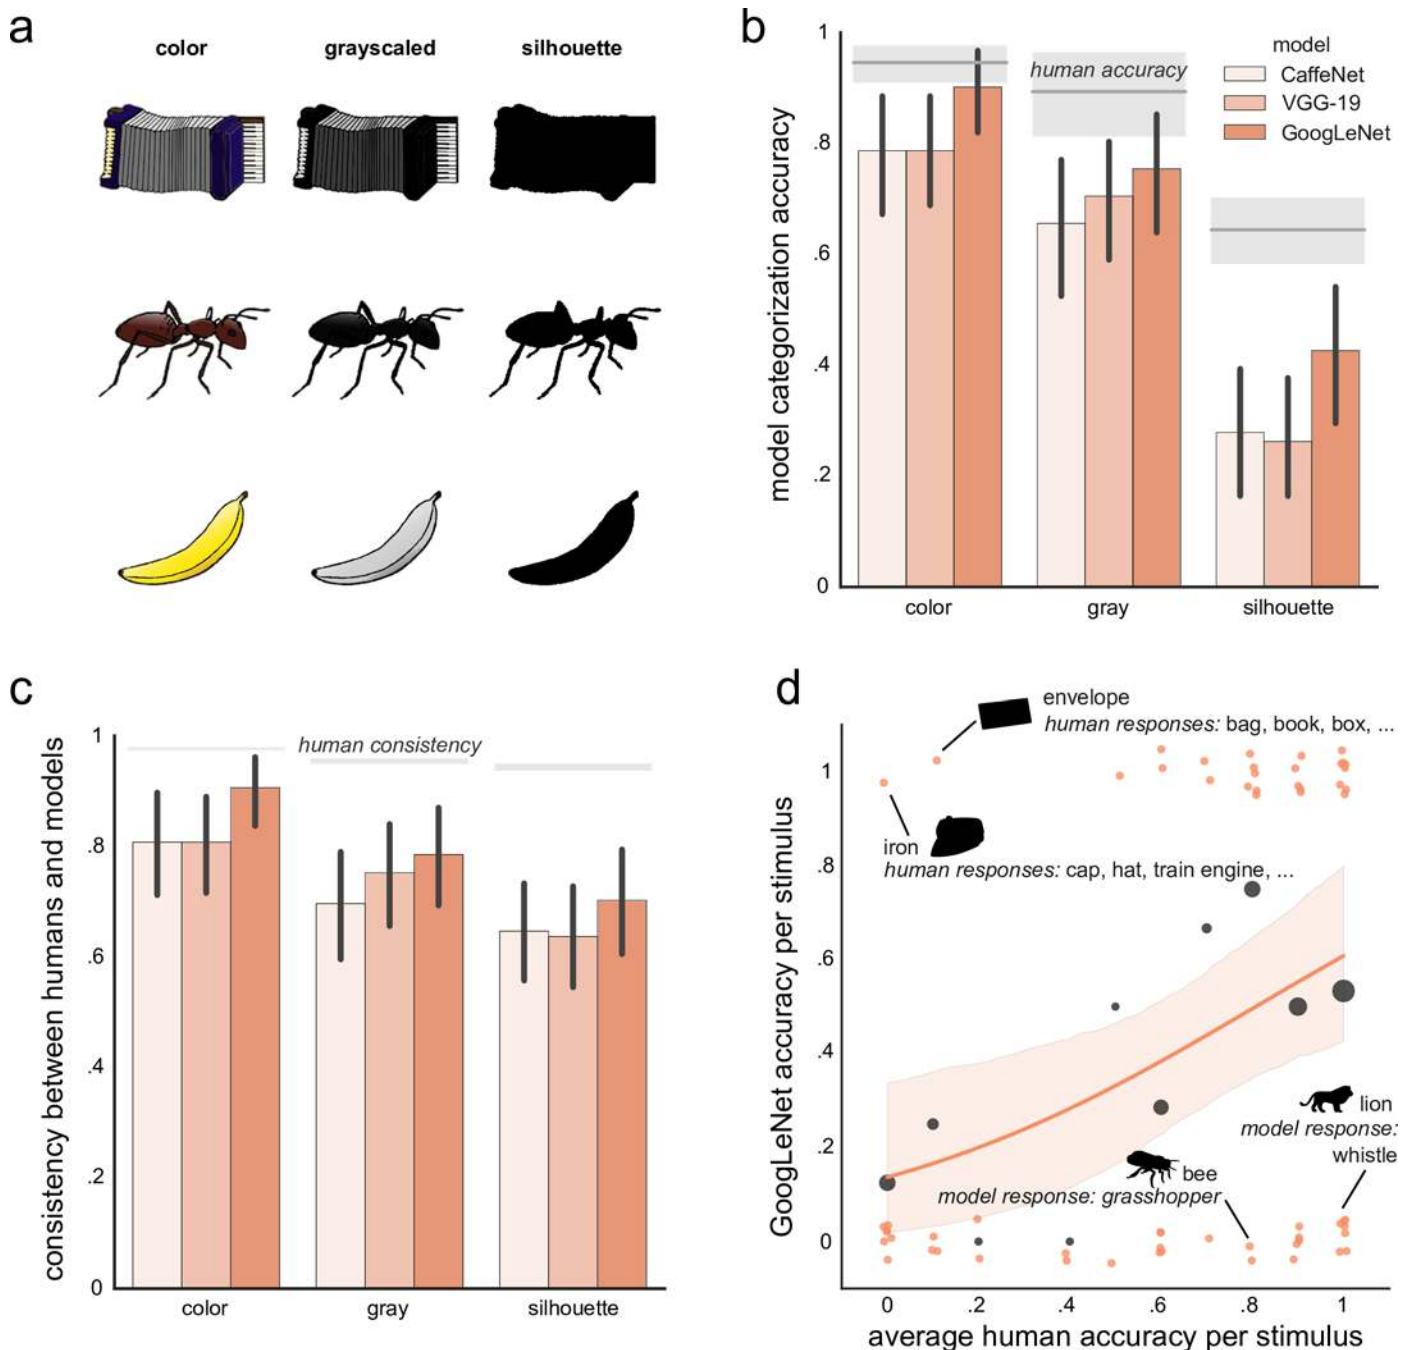 a
color
grayscaled
silhouette
b
model categorization accuracy
1
.8
.6
.4
.2
0
human accuracy
model
CaffeNet
VGG-19
GoogLeNet
color
gray
silhouette
c
consistency between humans and models
1
.8
.6
.4
.2
0
human consistency
color
gray
silhouette
d
GoogLeNet accuracy per stimulus
1
.8
.6
.4
.2
0
envelope
human responses: bag, book, box, ...
iron
human responses: cap, hat, train engine, ...
lion
model response:
whistle
bee
model response: grasshopper
0
.2
.4
.6
.8
1
average human accuracy per stimulus